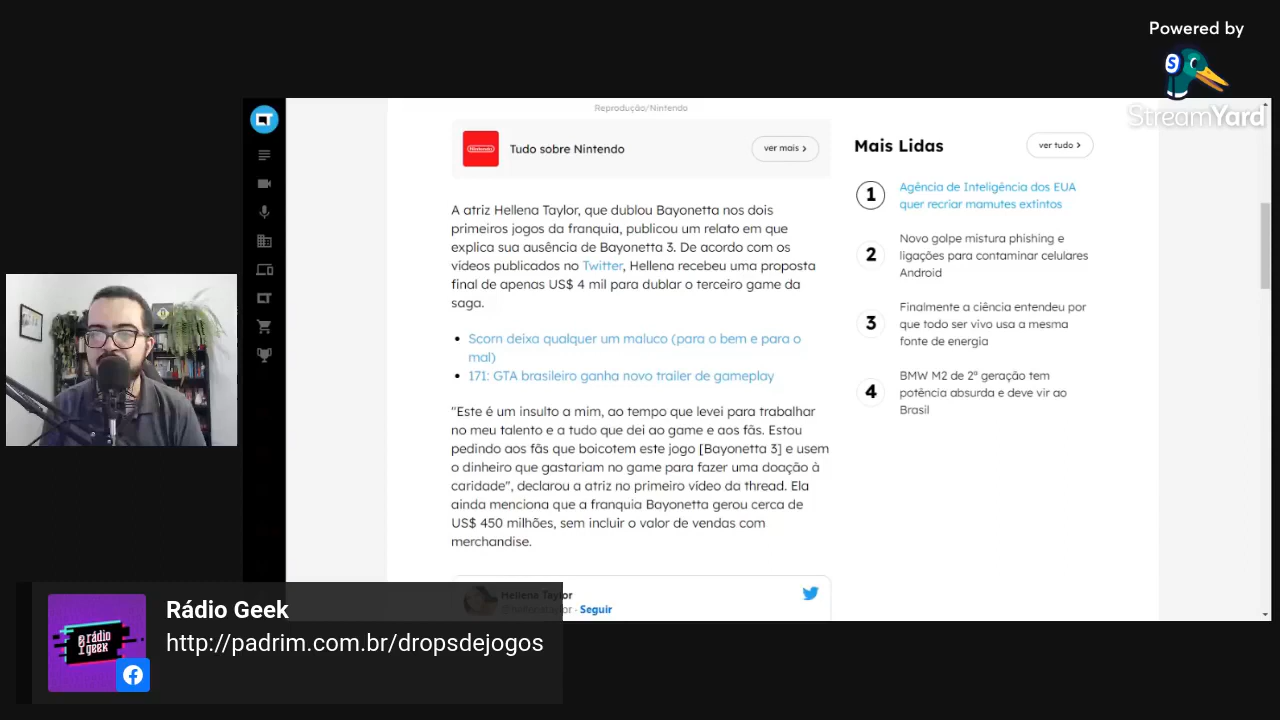 Powered by
StreamYard
Reprodução/Nintendo
Nintendo
Tudo sobre Nintendo
ver mais
A atriz Hellena Taylor, que dublou Bayonetta nos dois
primeiros jogos da franquia, publicou um relato em que
explica sua ausência de Bayonetta 3. De acordo com os
vídeos publicados no Twitter, Hellena recebeu uma proposta
final de apenas US$ 4 mil para dublar o terceiro game da
saga.
Scorn deixa qualquer um maluco (para o bem e para o
mal)
171: GTA brasileiro ganha novo trailer de gameplay
"Este é um insulto a mim, ao tempo que levei para trabalhar
no meu talento e a tudo que dei ao game e aos fãs. Estou
pedindo aos fãs que boicotem este jogo [Bayonetta 3] e usem
o dinheiro que gastariam no game para fazer uma doação à
caridade", declarou a atriz no primeiro vídeo da thread. Ela
ainda menciona que a franquia Bayonetta gerou cerca de
US$ 450 milhões, sem incluir o valor de vendas com
merchandise.
Hellena Taylor
@hellenataylor · Seguir
Mais Lidas
ver tudo
1
Agência de Inteligência dos EUA
quer recriar mamutes extintos
2
Novo golpe mistura phishing e
ligações para contaminar celulares
Android
3
Finalmente a ciência entendeu por
que todo ser vivo usa a mesma
fonte de energia
4
BMW M2 de 2ª geração tem
potência absurda e deve vir ao
Brasil
rádio
geek
Rádio Geek
http://padrim.com.br/dropsdejogos